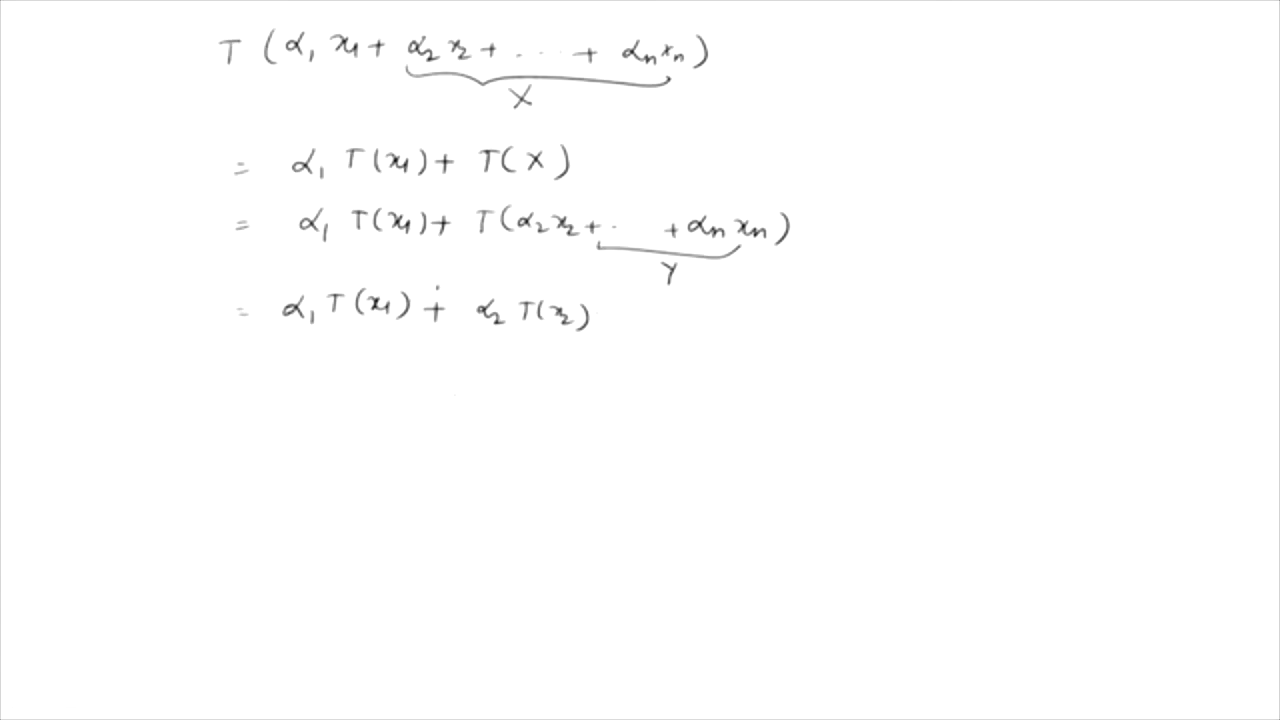 T (α₁ x₁ + α₂ x₂ + . . . + αₙ xₙ)
X
= α₁ T(x₁) + T(X)
= α₁ T(x₁) + T(α₂ x₂ + . + αₙ xₙ)
Y
= α₁ T(x₁) + α₂ T(x₂)